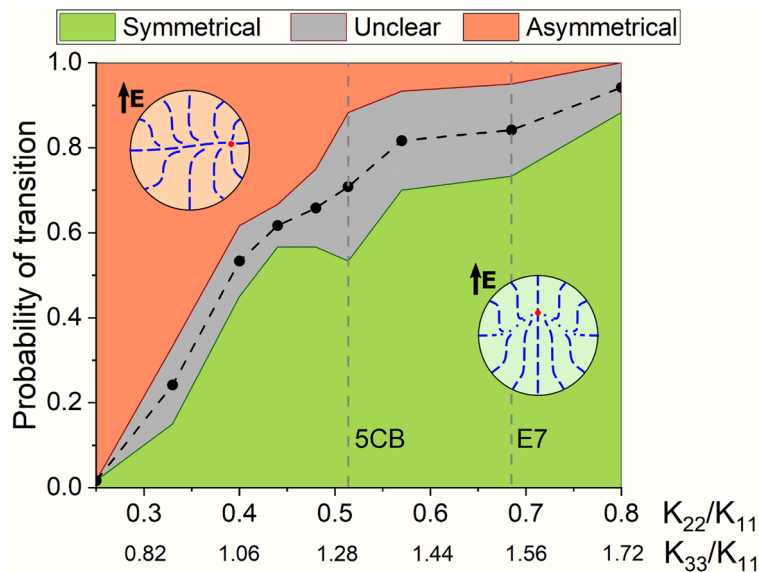 Symmetrical Unclear Asymmetrical
1.0
0.8
0.6
0.4
0.2
0.0
Probability of transition
E
E
5CB E7
0.3 0.4 0.5 0.6 0.7 0.8 K22/K11
0.82 1.06 1.28 1.44 1.56 1.72 K33/K11